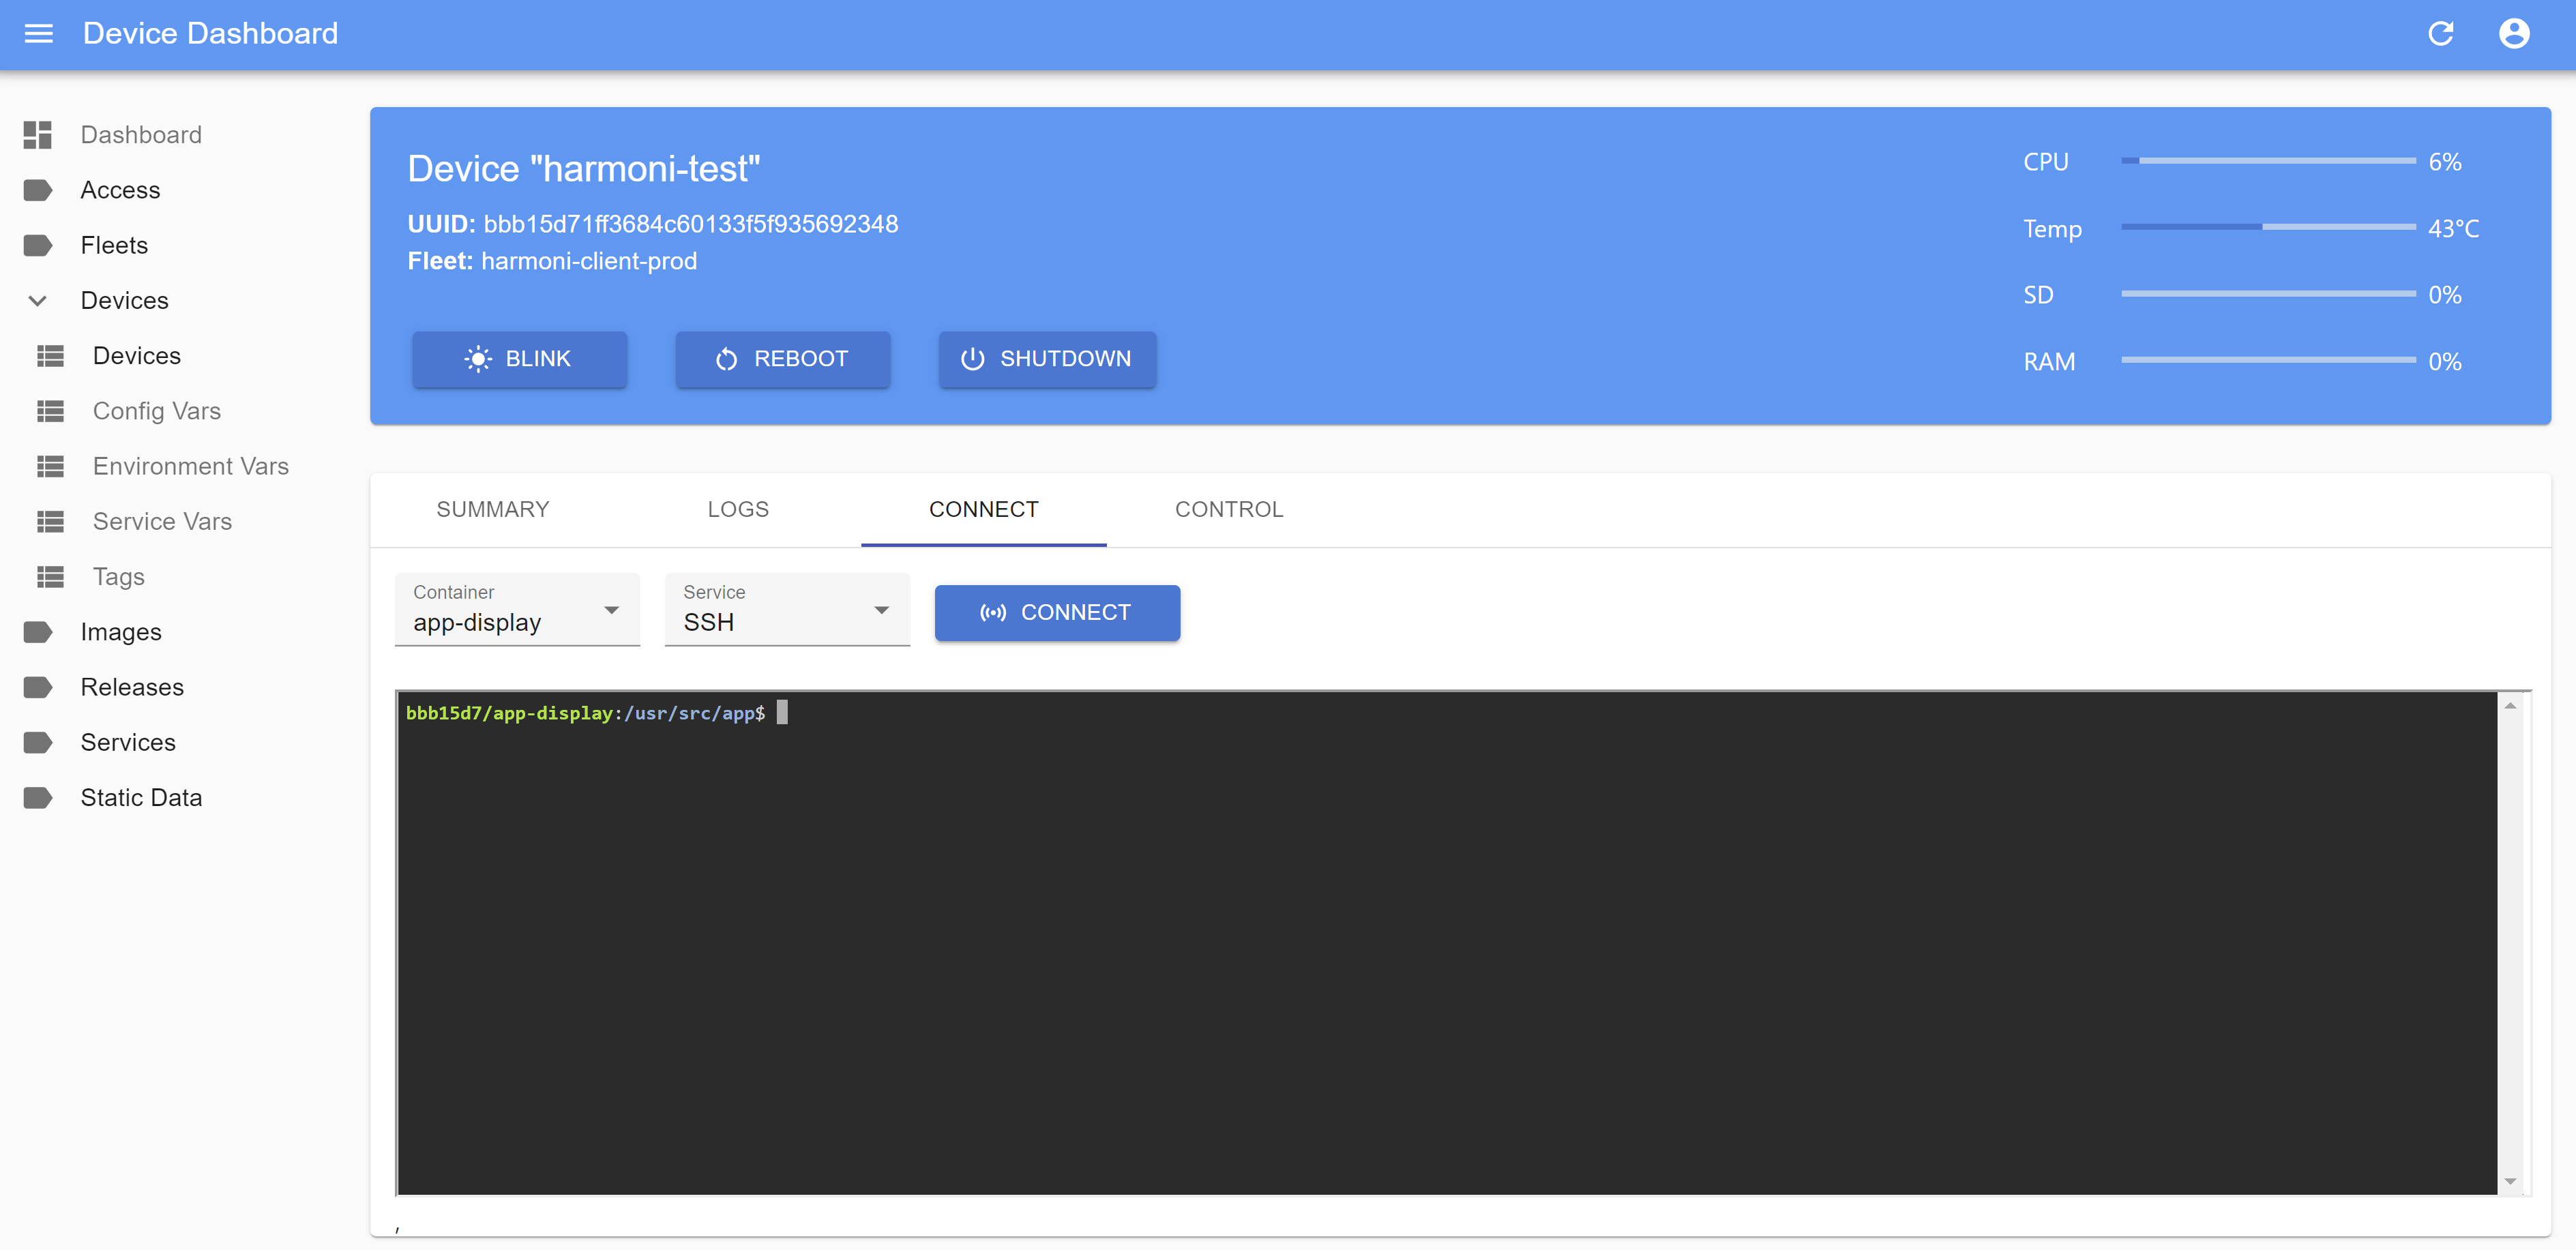 Device Dashboard
Dashboard
Access
Fleets
Devices
Devices
Config Vars
Environment Vars
Service Vars
Tags
Images
Releases
Services
Static Data
Device "harmoni-test"
UUID: bbb15d71ff3684c60133f5f935692348
Fleet: harmoni-client-prod
BLINK
REBOOT
SHUTDOWN
CPU 6%
Temp 43°C
SD 0%
RAM 0%
SUMMARY
LOGS
CONNECT
CONTROL
Container
app-display
Service
SSH
CONNECT
bbb15d7/app-display:/usr/src/app$
,